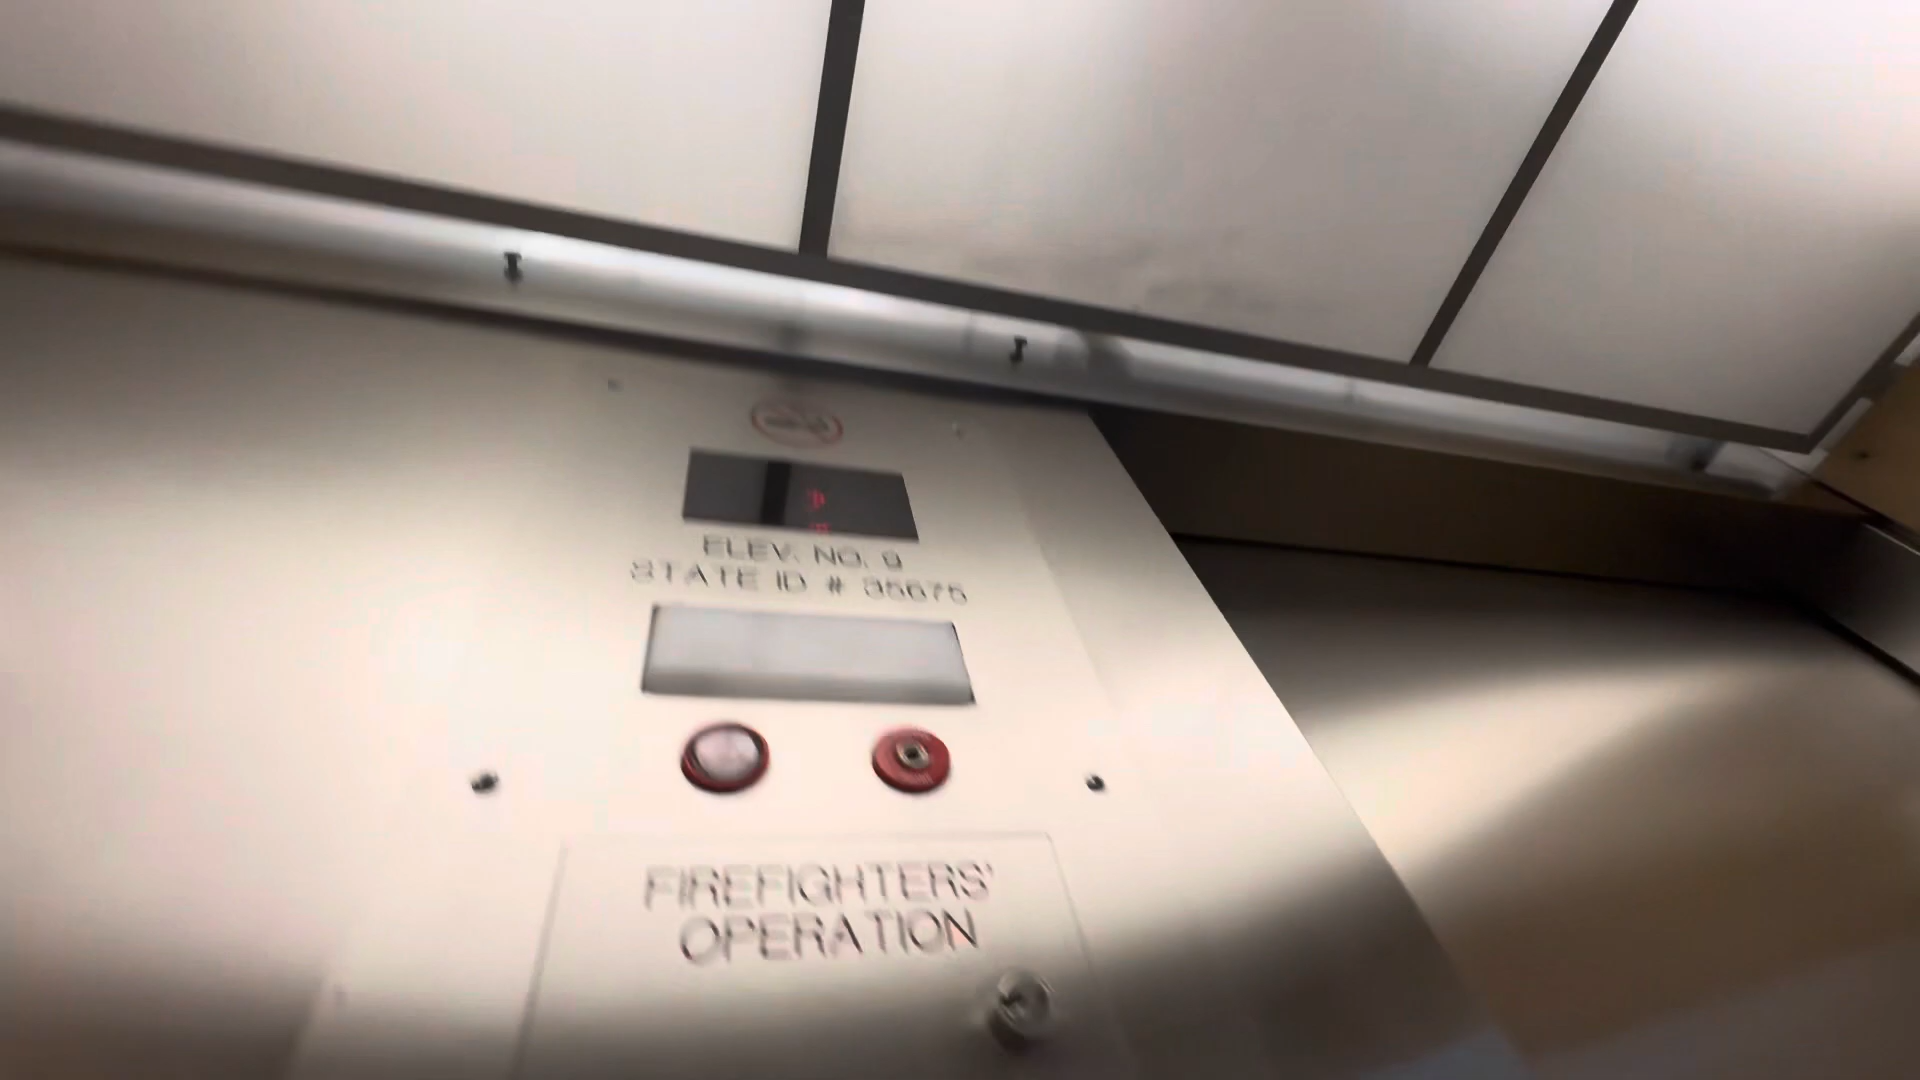 ELEV. NO. 9
STATE ID # 35675
FIREFIGHTERS'
OPERATION